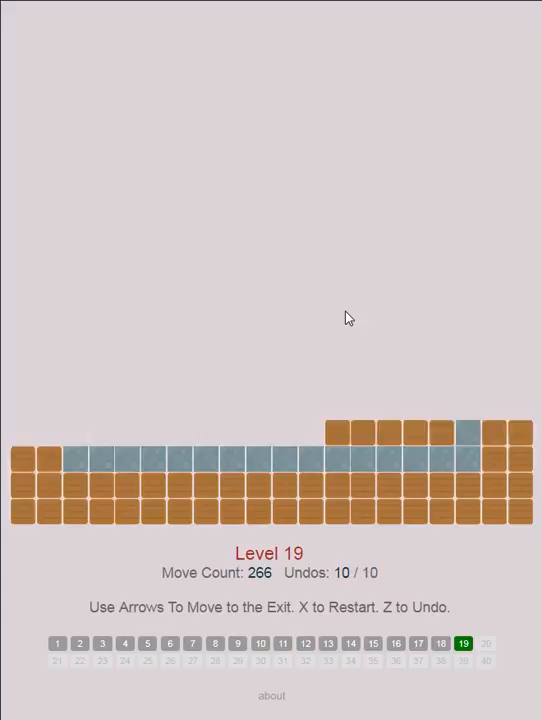 Level 19
Move Count: 266 Undos: 10 / 10
Use Arrows To Move to the Exit. X to Restart. Z to Undo.
1 2 3 4 5 6 7 8 9 10 11 12 13 14 15 16 17 18 19 20
21 22 23 24 25 26 27 28 29 30 31 32 33 34 35 36 37 38 39 40
about